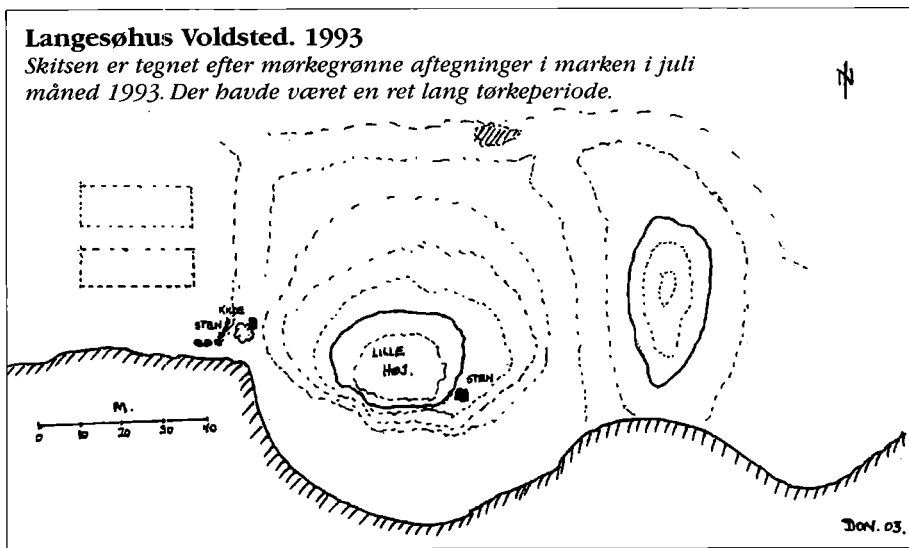 Langesøhus Voldsted. 1993
Skitsen er tegnet efter mørkegrønne aftegninger i marken i juli
måned 1993. Der havde været en ret lang tørkeperiode.
N
KILDE
STEN
LILLE
HØJ.
STEN
M.
0 10 20 30 40
DON. 03.